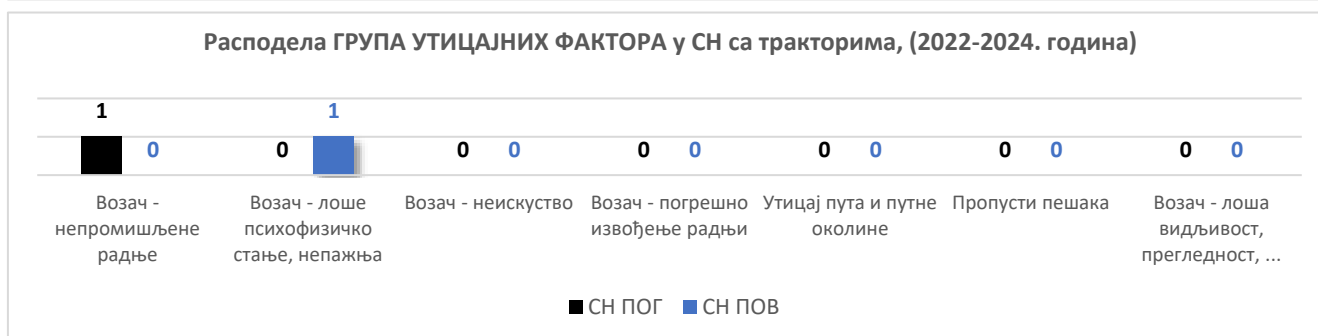 Расподела ГРУПА УТИЦАЈНИХ ФАКТОРА у СН са тракторима, (2022-2024. година)
1 1
0 0 0 0 0 0 0 0 0 0 0 0
Возач - непромишљене радње
Возач - лоше психофизичко стање, непажња
Возач - неискуство
Возач - погрешно извођење радњи
Утицај пута и путне околине
Пропусти пешака
Возач - лоша видљивост, прегледност, ...
СН ПОГ СН ПОВ